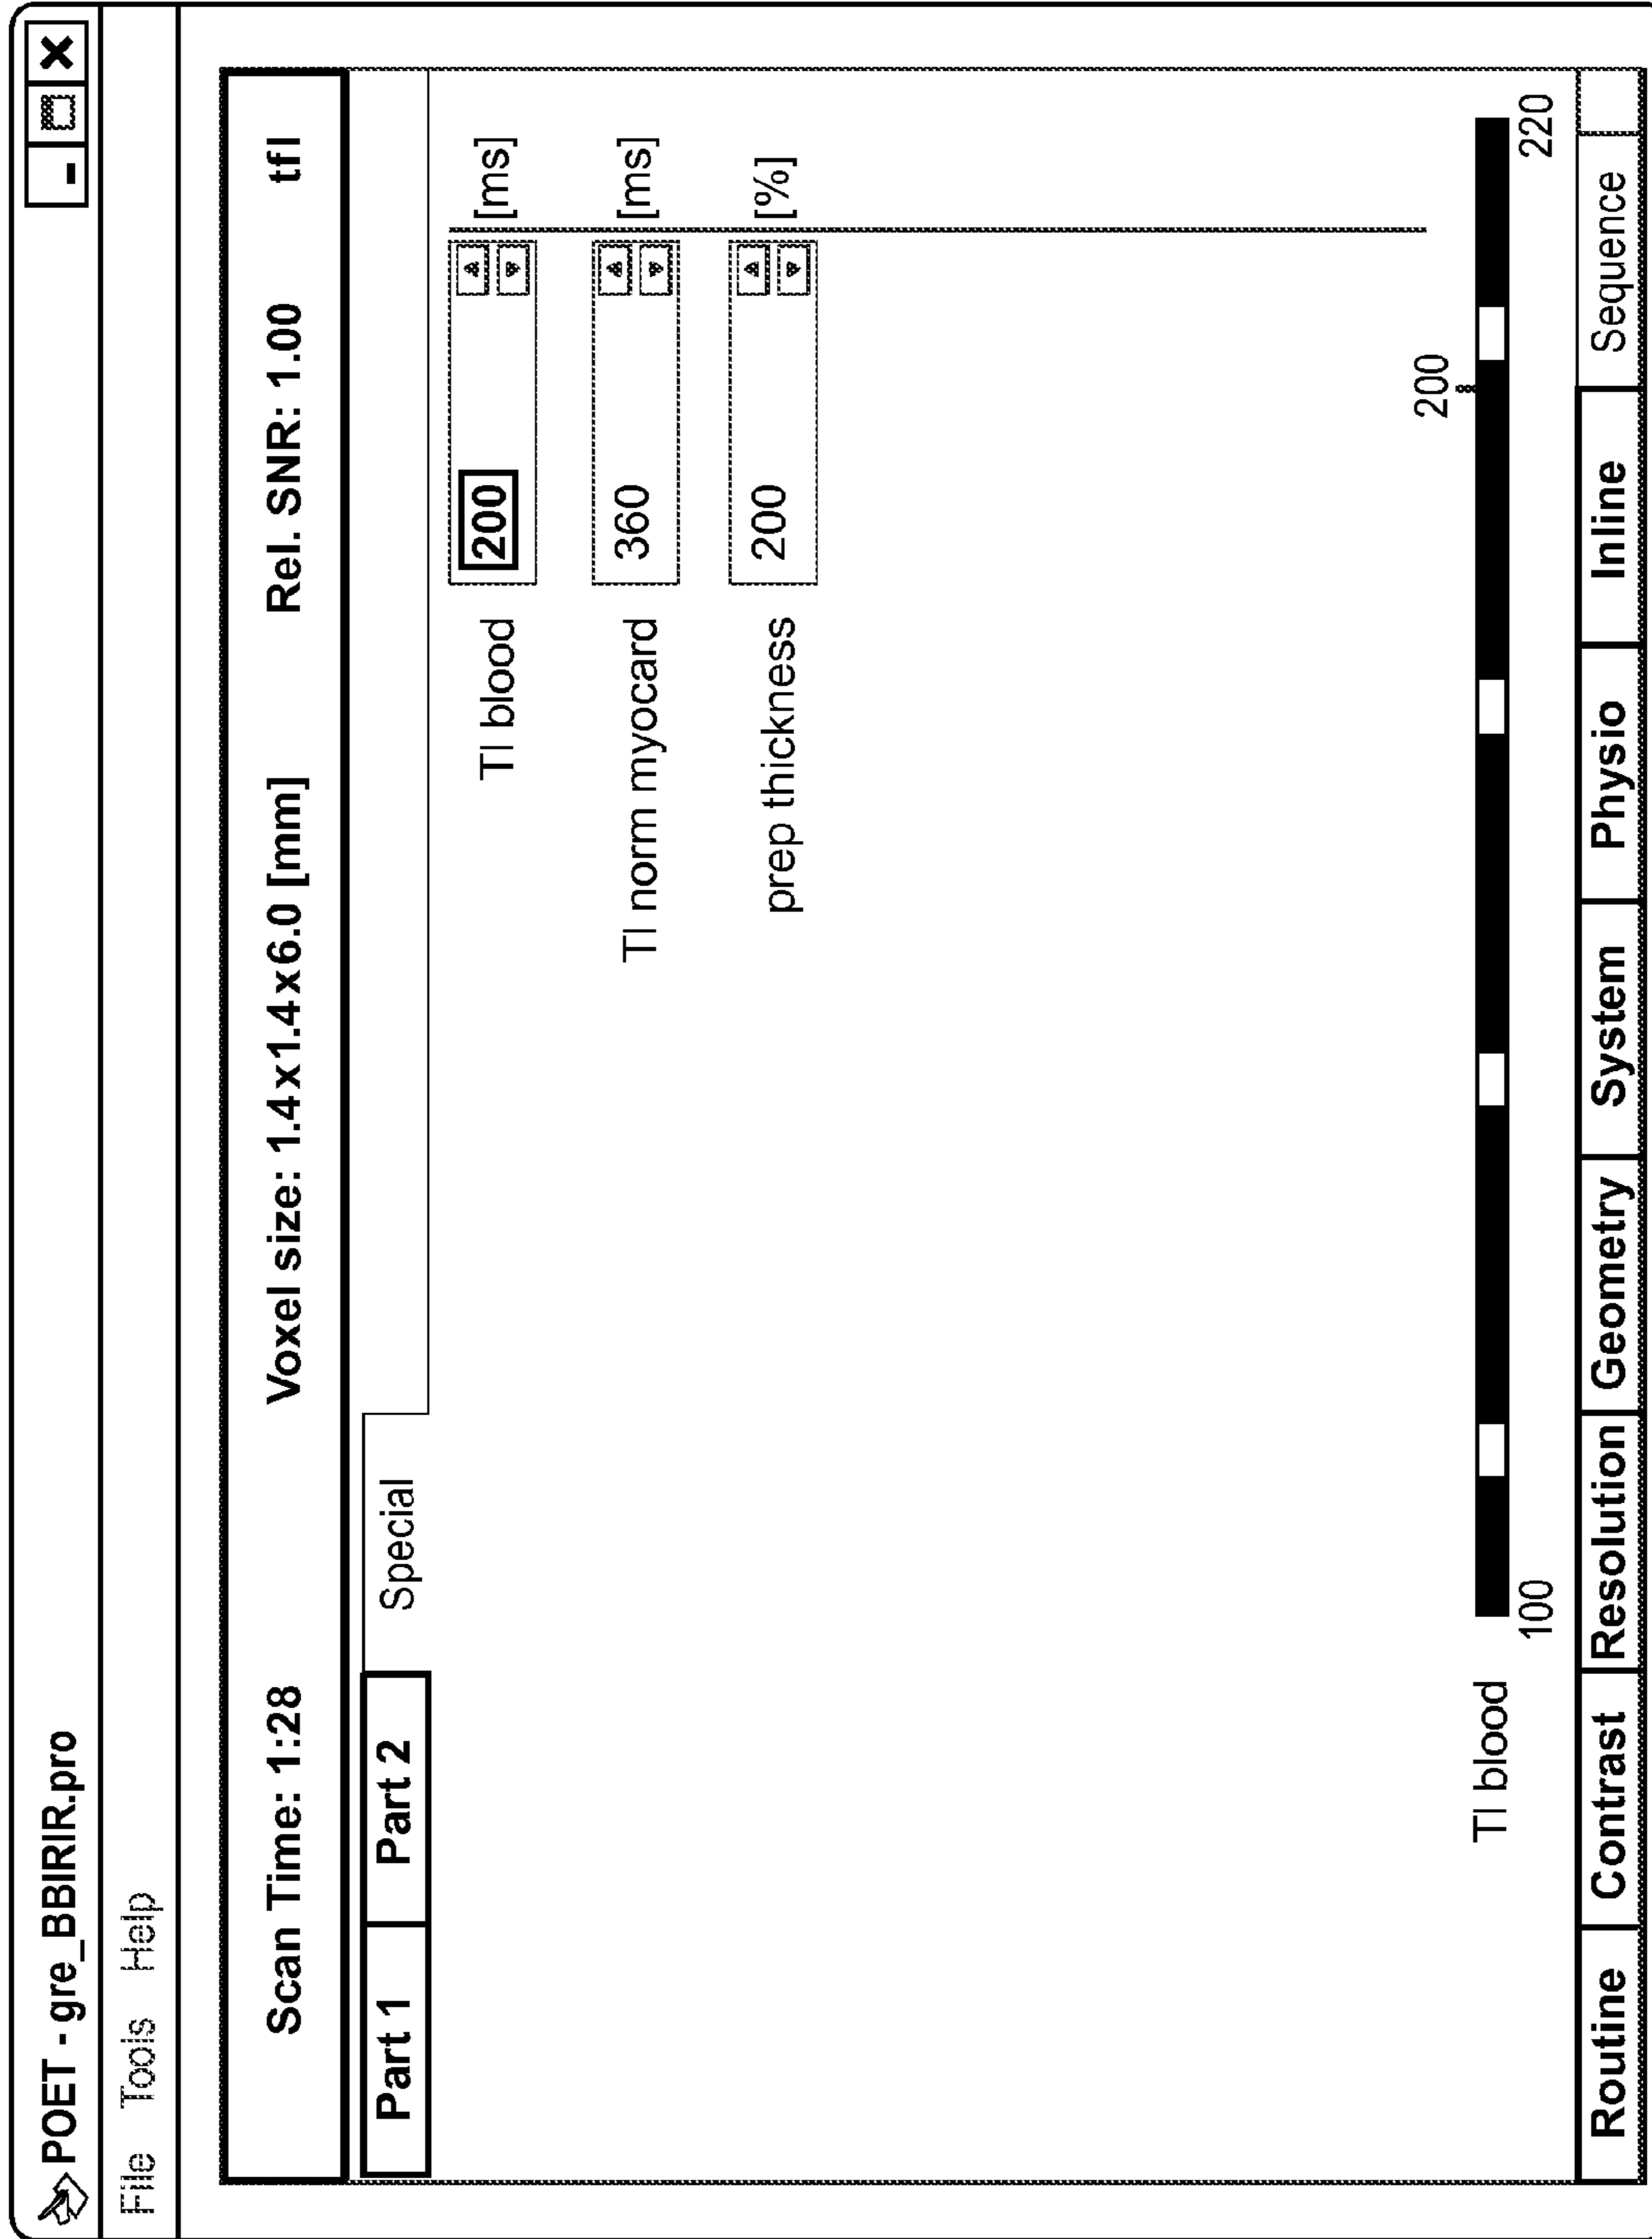 POET - gre_BBIRIR.pro
File Tools Help
Scan Time: 1:28 Voxel size: 1.4x1.4x6.0 [mm] Rel. SNR: 1.00 tfl
Part 1 Part 2 Special
TI blood 200 [ms]
TI norm myocard 360 [ms]
prep thickness 200 [%]
200
TI blood
100 220
Routine Contrast Resolution Geometry System Physio Inline Sequence